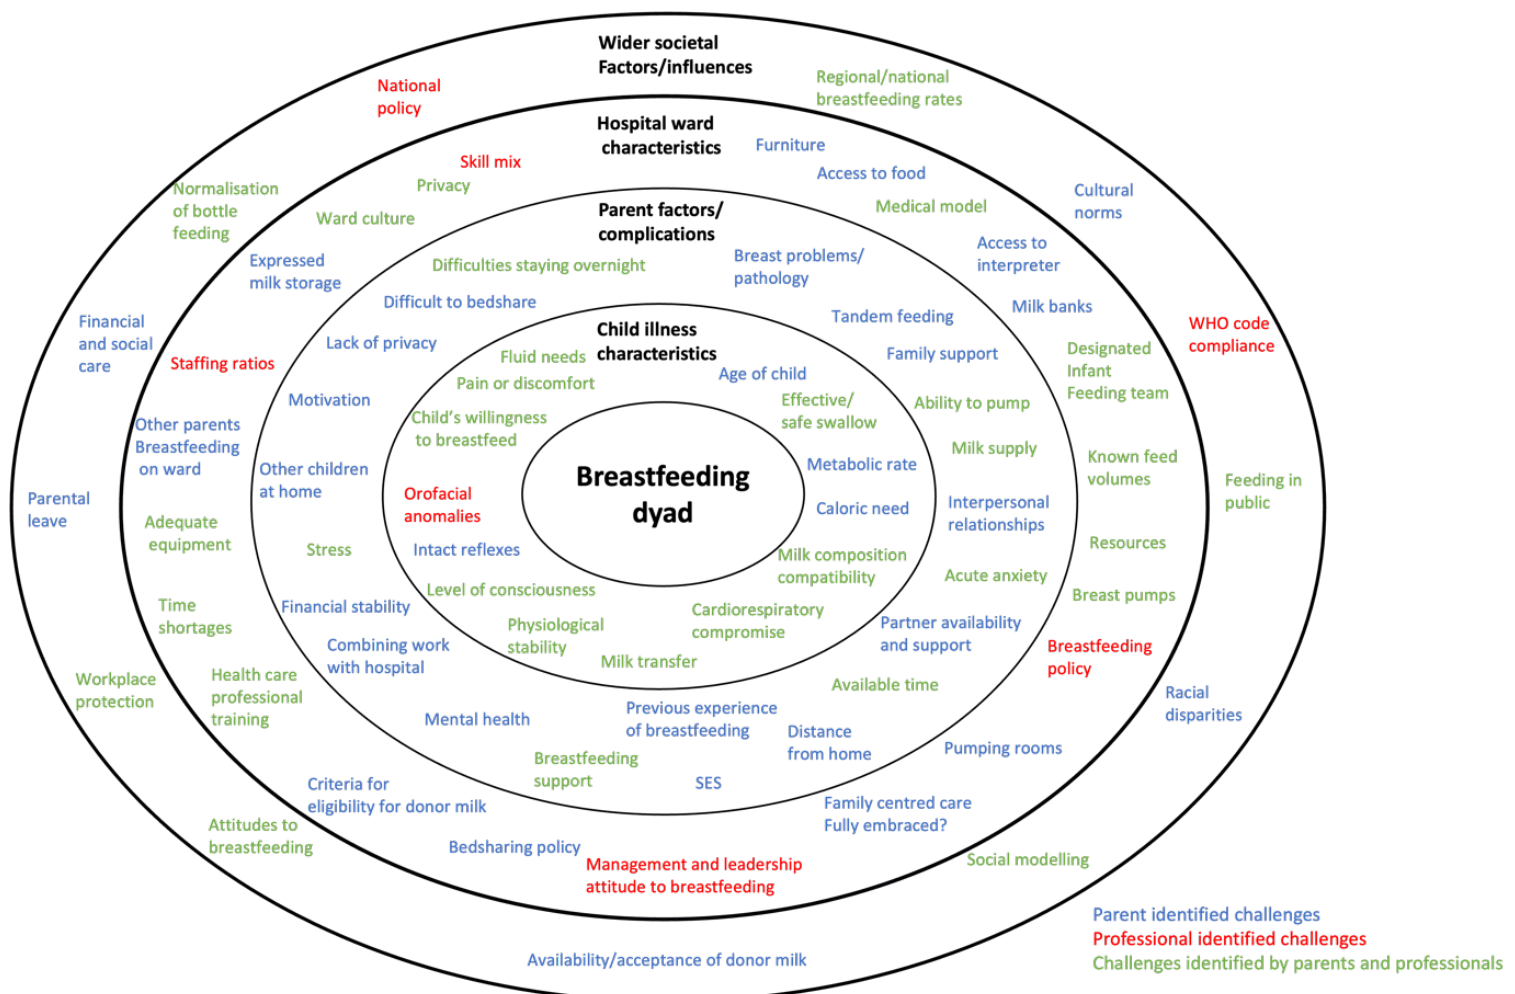 Wider societal
Factors/influences
National
policy
Regional/national
breastfeeding rates
Hospital ward
characteristics
Furniture
Skill mix
Access to food
Privacy
Normalisation
of bottle
feeding
Cultural
norms
Ward culture
Medical model
Parent factors/
complications
Access to
interpreter
Expressed
milk storage
Difficulties staying overnight
Breast problems/
pathology
Difficult to bedshare
Milk banks
Tandem feeding
Financial
and social
care
WHO code
compliance
Child illness
characteristics
Lack of privacy
Fluid needs
Family support
Designated
Infant
Feeding team
Staffing ratios
Pain or discomfort
Age of child
Motivation
Effective/
safe swallow
Ability to pump
Child's willingness
to breastfeed
Other parents
Breastfeeding
on ward
Milk supply
Other children
at home
Metabolic rate
Known feed
volumes
Breastfeeding
dyad
Feeding in
public
Parental
leave
Orofacial
anomalies
Caloric need
Interpersonal
relationships
Adequate
equipment
Stress
Intact reflexes
Resources
Milk composition
compatibility
Acute anxiety
Level of consciousness
Breast pumps
Time
shortages
Financial stability
Cardiorespiratory
compromise
Physiological
stability
Partner availability
and support
Combining work
with hospital
Breastfeeding
policy
Milk transfer
Workplace
protection
Health care
professional
training
Available time
Racial
disparities
Mental health
Previous experience
of breastfeeding
Distance
from home
Pumping rooms
Breastfeeding
support
SES
Criteria for
eligibility for donor milk
Family centred care
Fully embraced?
Attitudes to
breastfeeding
Bedsharing policy
Management and leadership
attitude to breastfeeding
Social modelling
Availability/acceptance of donor milk
Parent identified challenges
Professional identified challenges
Challenges identified by parents and professionals